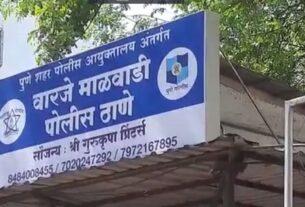 पुणे शहर पोलीस आयुक्तालय अंतर्गत
वारजे माळवाडी
पोलीस ठाणे
सौजन्य: श्री गुरुकृपा प्रिंटर्स
8484008455 / 7020247292 / 7972167895